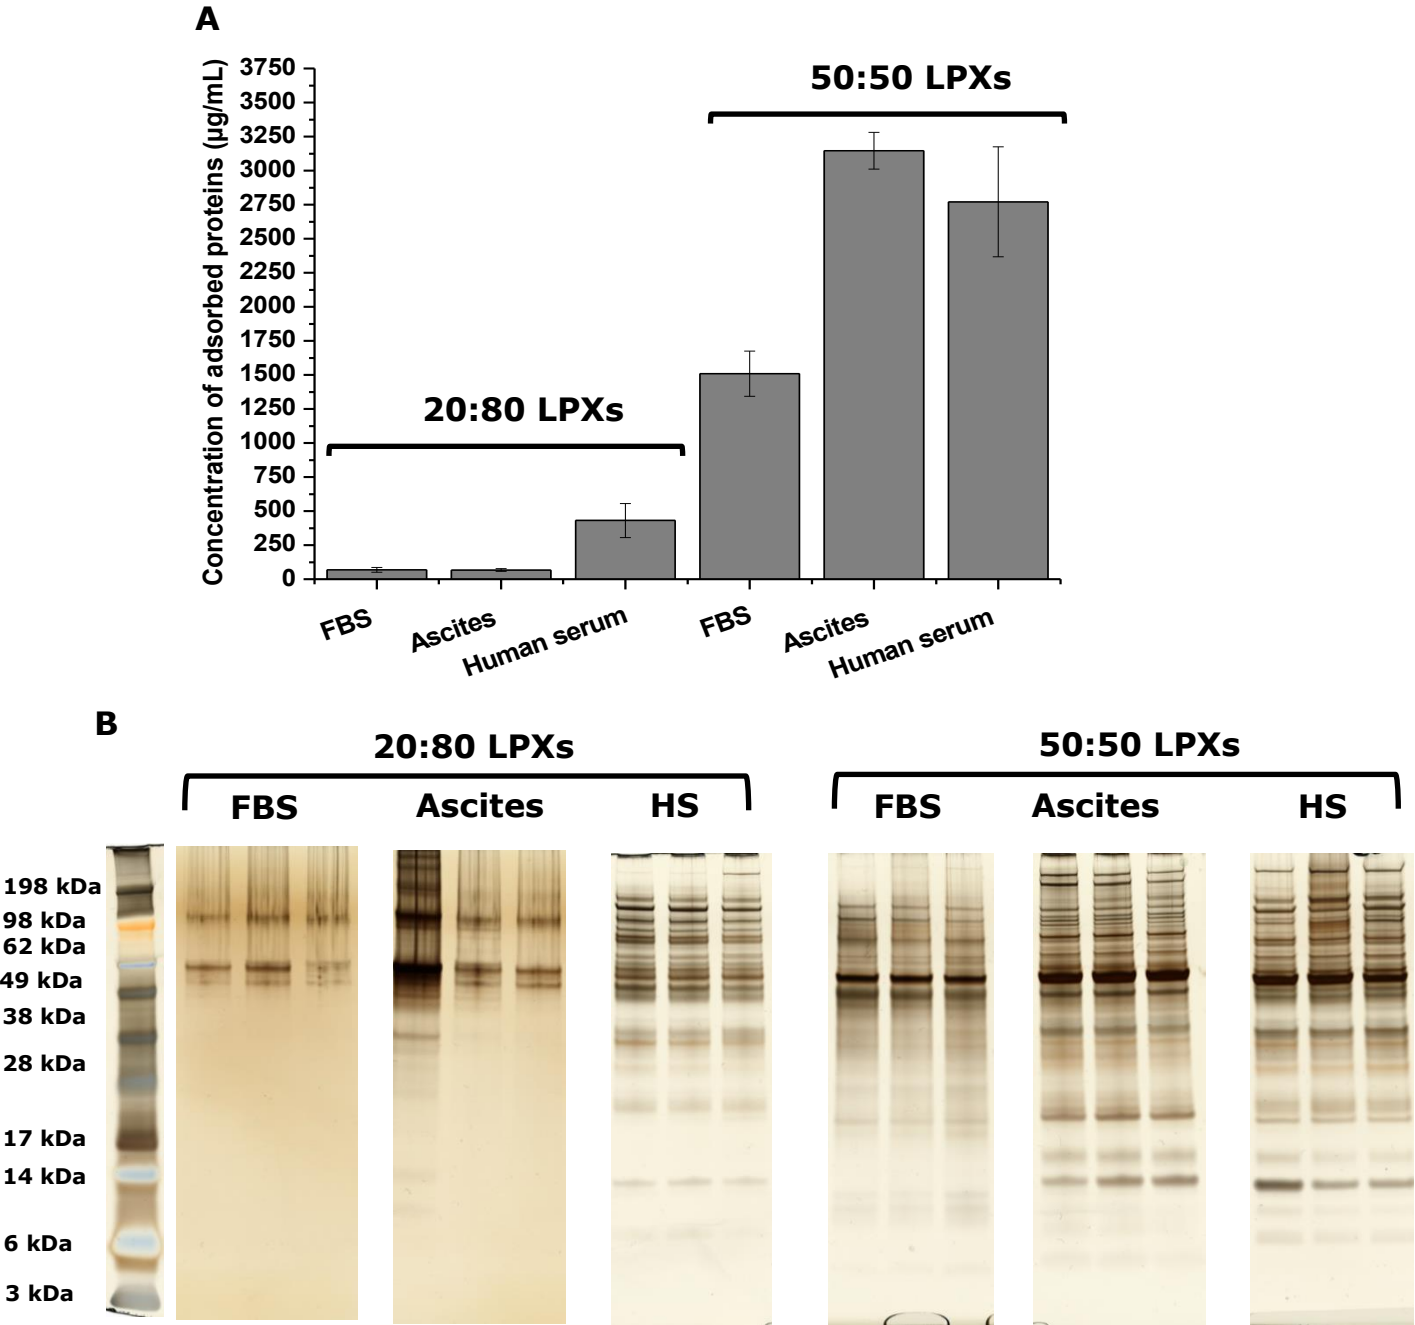 A
Concentration of adsorbed proteins (µg/mL)
3750
3500
3250
3000
2750
2500
2250
2000
1750
1500
1250
1000
750
500
250
0
50:50 LPXs
20:80 LPXs
FBS
Ascites
Human serum
FBS
Ascites
Human serum
B
20:80 LPXs
50:50 LPXs
FBS
Ascites
HS
FBS
Ascites
HS
198 kDa
98 kDa
62 kDa
49 kDa
38 kDa
28 kDa
17 kDa
14 kDa
6 kDa
3 kDa